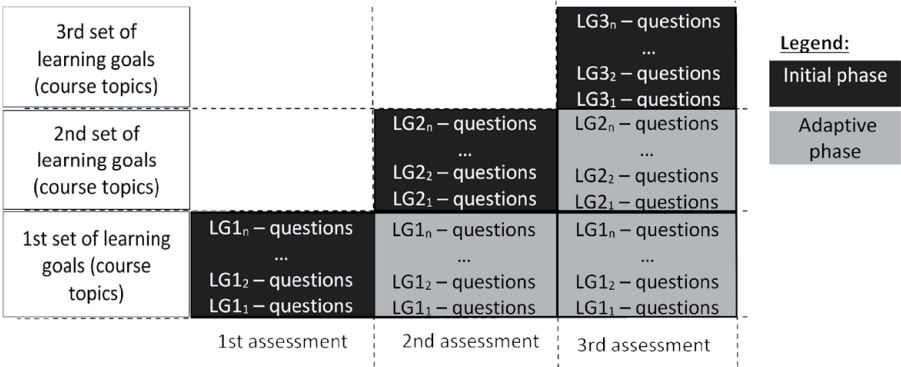 3rd set of
learning goals
(course topics)
LG3ₙ – questions
...
LG3₂ – questions
LG3₁ – questions
Legend:
Initial phase
Adaptive
phase
2nd set of
learning goals
(course topics)
LG2ₙ – questions
...
LG2₂ – questions
LG2₁ – questions
LG2ₙ – questions
...
LG2₂ – questions
LG2₁ – questions
1st set of learning
goals (course
topics)
LG1ₙ – questions
...
LG1₂ – questions
LG1₁ – questions
LG1ₙ – questions
...
LG1₂ – questions
LG1₁ – questions
LG1ₙ – questions
...
LG1₂ – questions
LG1₁ – questions
1st assessment
2nd assessment
3rd assessment